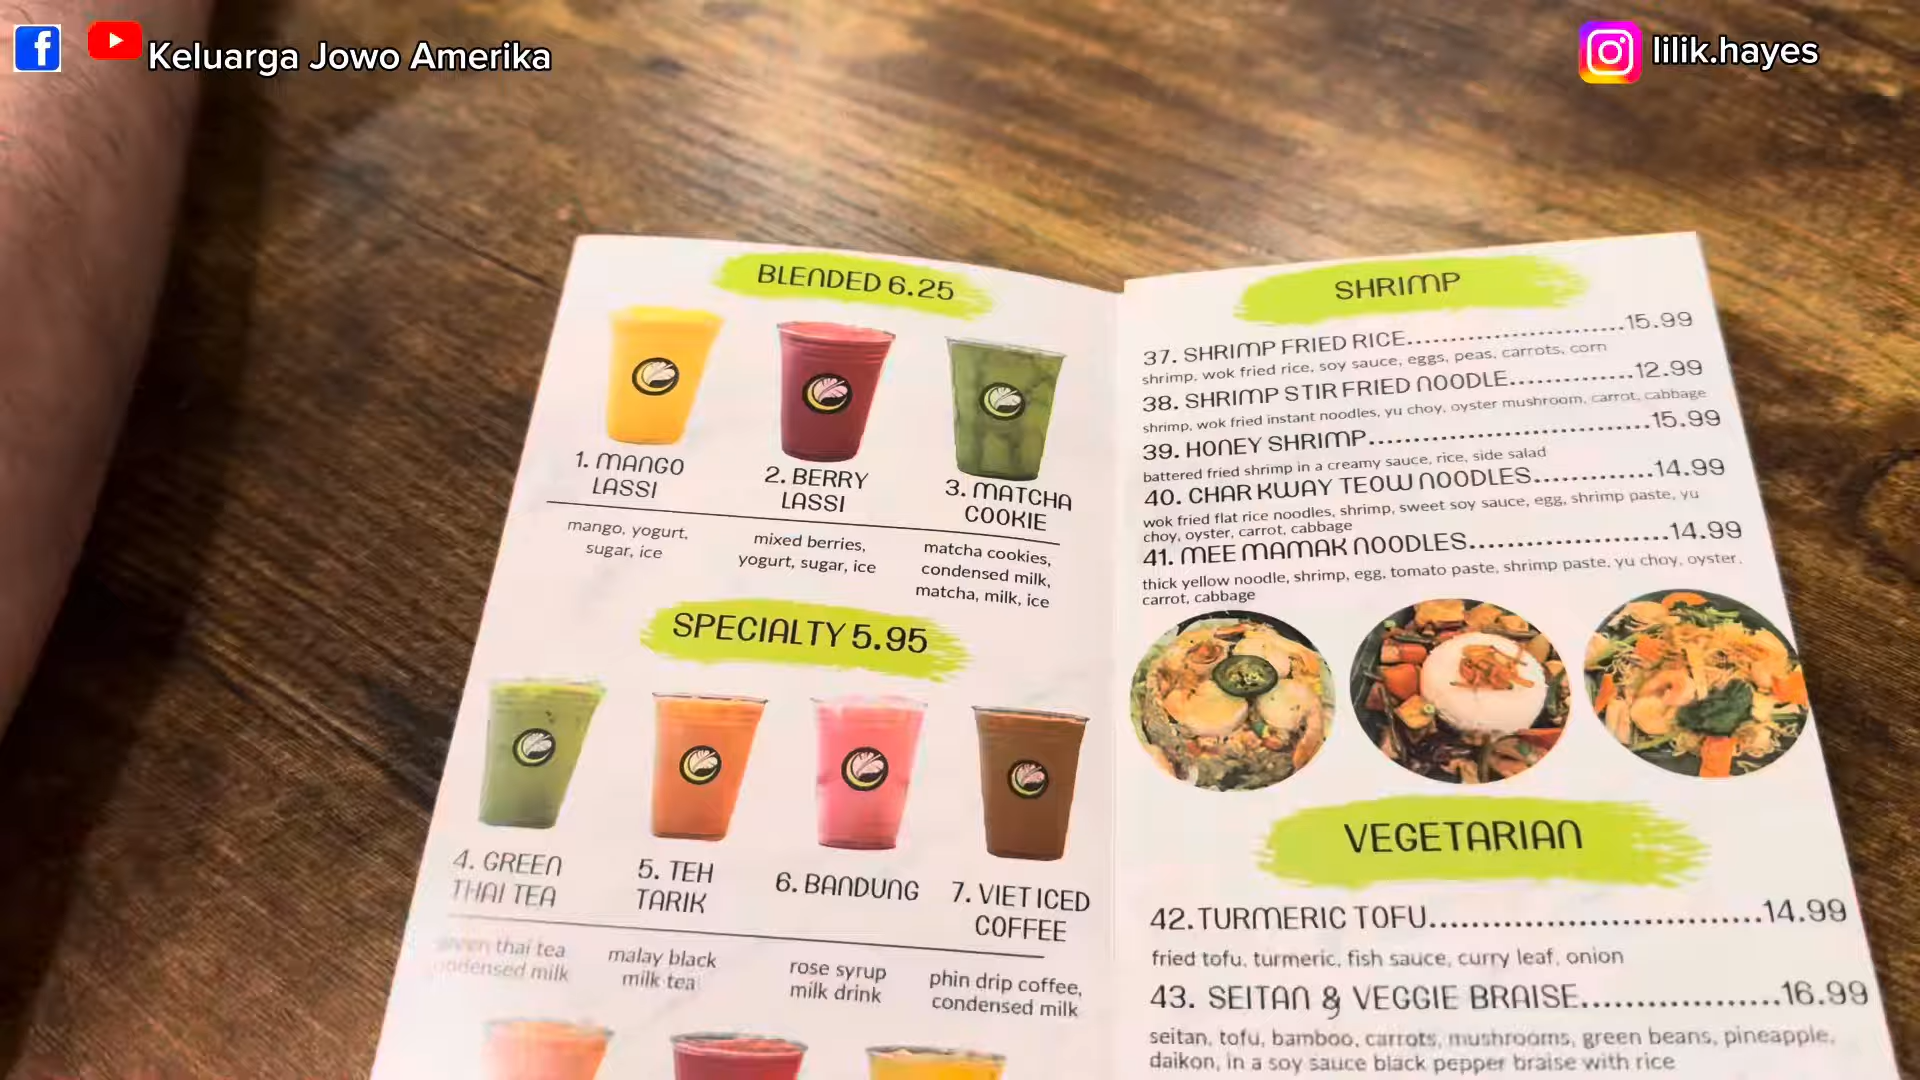 Keluarga Jowo Amerika
lilik.hayes
BLENDED 6.25
1. MANGO
LASSI
mango, yogurt,
sugar, ice
2. BERRY
LASSI
mixed berries,
yogurt, sugar, ice
3. MATCHA
COOKIE
matcha cookies,
condensed milk,
matcha, milk, ice
SPECIALTY 5.95
4. GREEN
THAI TEA
green thai tea
condensed milk
5. TEH
TARIK
malay black
milk tea
6. BANDUNG
rose syrup
milk drink
7. VIET ICED
COFFEE
phin drip coffee,
condensed milk
SHRIMP
37. SHRIMP FRIED RICE..........................15.99
shrimp, wok fried rice, soy sauce, eggs, peas, carrots, corn
38. SHRIMP STIR FRIED NOODLE...............12.99
shrimp, wok fried instant noodles, yu choy, oyster mushroom, carrot, cabbage
39. HONEY SHRIMP..................................15.99
battered fried shrimp in a creamy sauce, rice, side salad
40. CHAR KWAY TEOW NOODLES..............14.99
wok fried flat rice noodles, shrimp, sweet soy sauce, egg, shrimp paste, yu
choy, oyster, carrot, cabbage
41. MEE MAMAK NOODLES.......................14.99
thick yellow noodle, shrimp, egg, tomato paste, shrimp paste, yu choy, oyster,
carrot, cabbage
VEGETARIAN
42. TURMERIC TOFU..................................14.99
fried tofu, turmeric, fish sauce, curry leaf, onion
43. SEITAN & VEGGIE BRAISE....................16.99
seitan, tofu, bamboo, carrots, mushrooms, green beans, pineapple,
daikon, in a soy sauce black pepper braise with rice